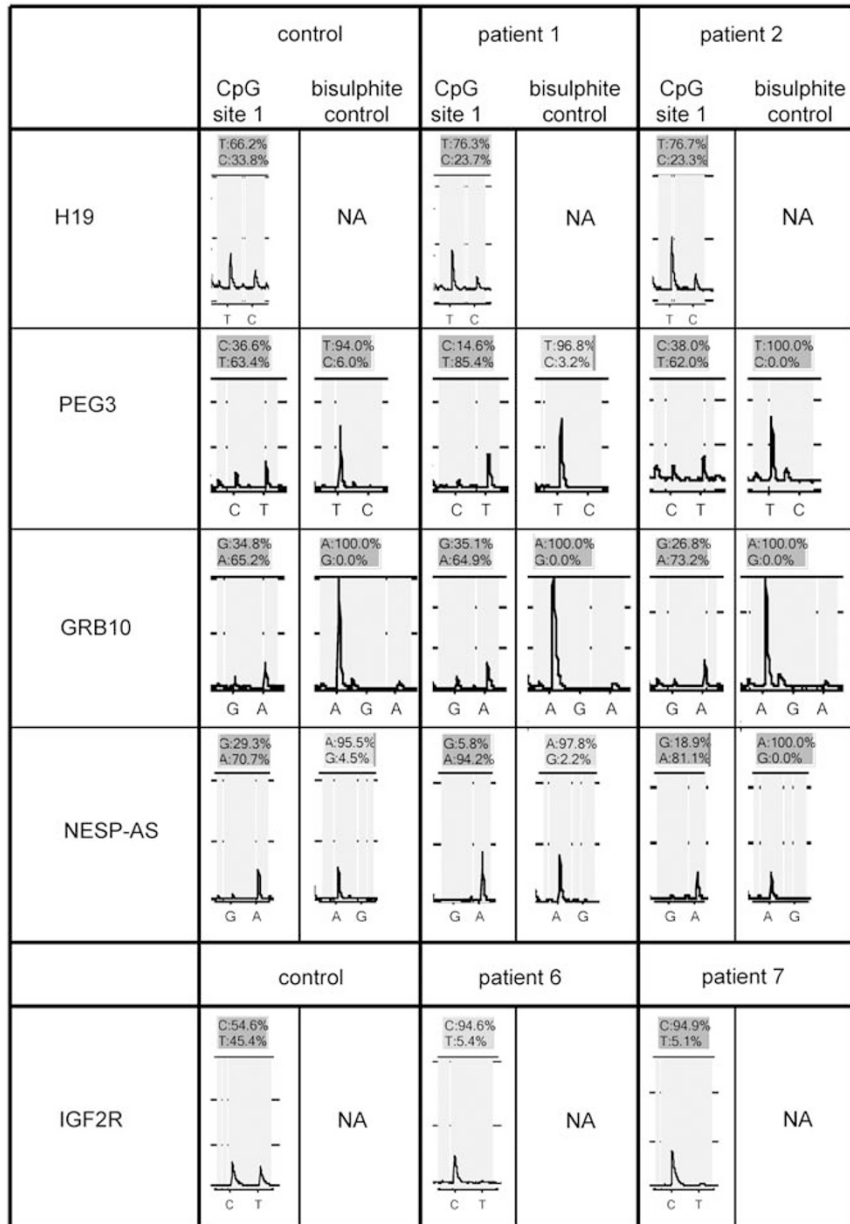 control patient 1 patient 2
CpG site 1 bisulphite control CpG site 1 bisulphite control CpG site 1 bisulphite control
T:66.2% T:76.3% T:76.7%
C:33.8% C:23.7% C:23.3%
H19 NA NA NA
T C T C T C
C:36.6% T:94.0% C:14.6% T:96.8% C:38.0% T:100.0%
T:63.4% C:6.0% T:85.4% C:3.2% T:62.0% C:0.0%
PEG3
C T T C C T T C C T T C
G:34.8% A:100.0% G:35.1% A:100.0% G:26.8% A:100.0%
A:65.2% G:0.0% A:64.9% G:0.0% A:73.2% G:0.0%
GRB10
G A A G A G A A G A G A A G A
G:29.3% A:95.5% G:5.8% A:97.8% G:18.9% A:100.0%
A:70.7% G:4.5% A:94.2% G:2.2% A:81.1% G:0.0%
NESP-AS
G A A G G A A G G A A G
control patient 6 patient 7
C:54.6% C:94.6% C:94.9%
T:45.4% T:5.4% T:5.1%
IGF2R NA NA NA
C T C T C T